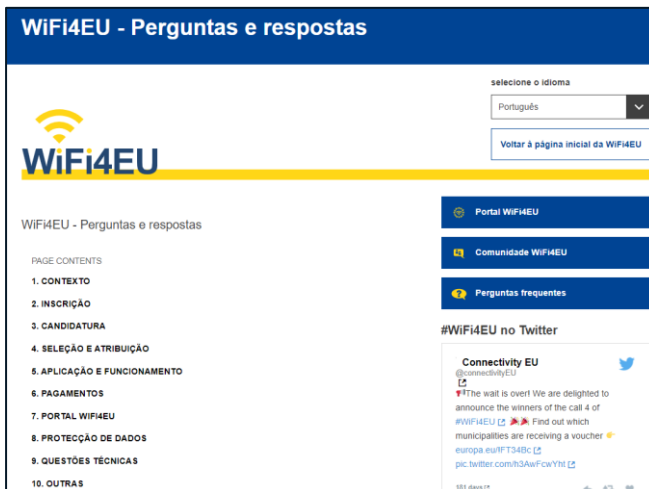 WiFi4EU - Perguntas e respostas
selecione o idioma
Português
Voltar à página inicial da WiFi4EU
WiFi4EU
WiFi4EU - Perguntas e respostas
PAGE CONTENTS
1. CONTEXTO
2. INSCRIÇÃO
3. CANDIDATURA
4. SELEÇÃO E ATRIBUIÇÃO
5. APLICAÇÃO E FUNCIONAMENTO
6. PAGAMENTOS
7. PORTAL WIFI4EU
8. PROTECÇÃO DE DADOS
9. QUESTÕES TÉCNICAS
10. OUTRAS
Portal WiFi4EU
Comunidade WiFi4EU
Perguntas frequentes
#WiFi4EU no Twitter
Connectivity EU
@connectivityEU
The wait is over! We are delighted to
announce the winners of the call 4 of
#WIFI4EU Find out which
municipalities are receiving a voucher
europa.eu/!FT34Bc
pic.twitter.com/h3AwFcwYht
days